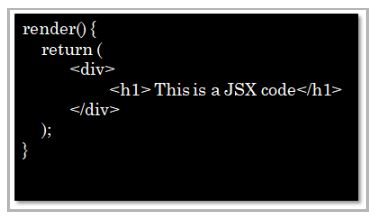 render() {
return (
<div>
<h1> This is a JSX code</h1>
</div>
);
}